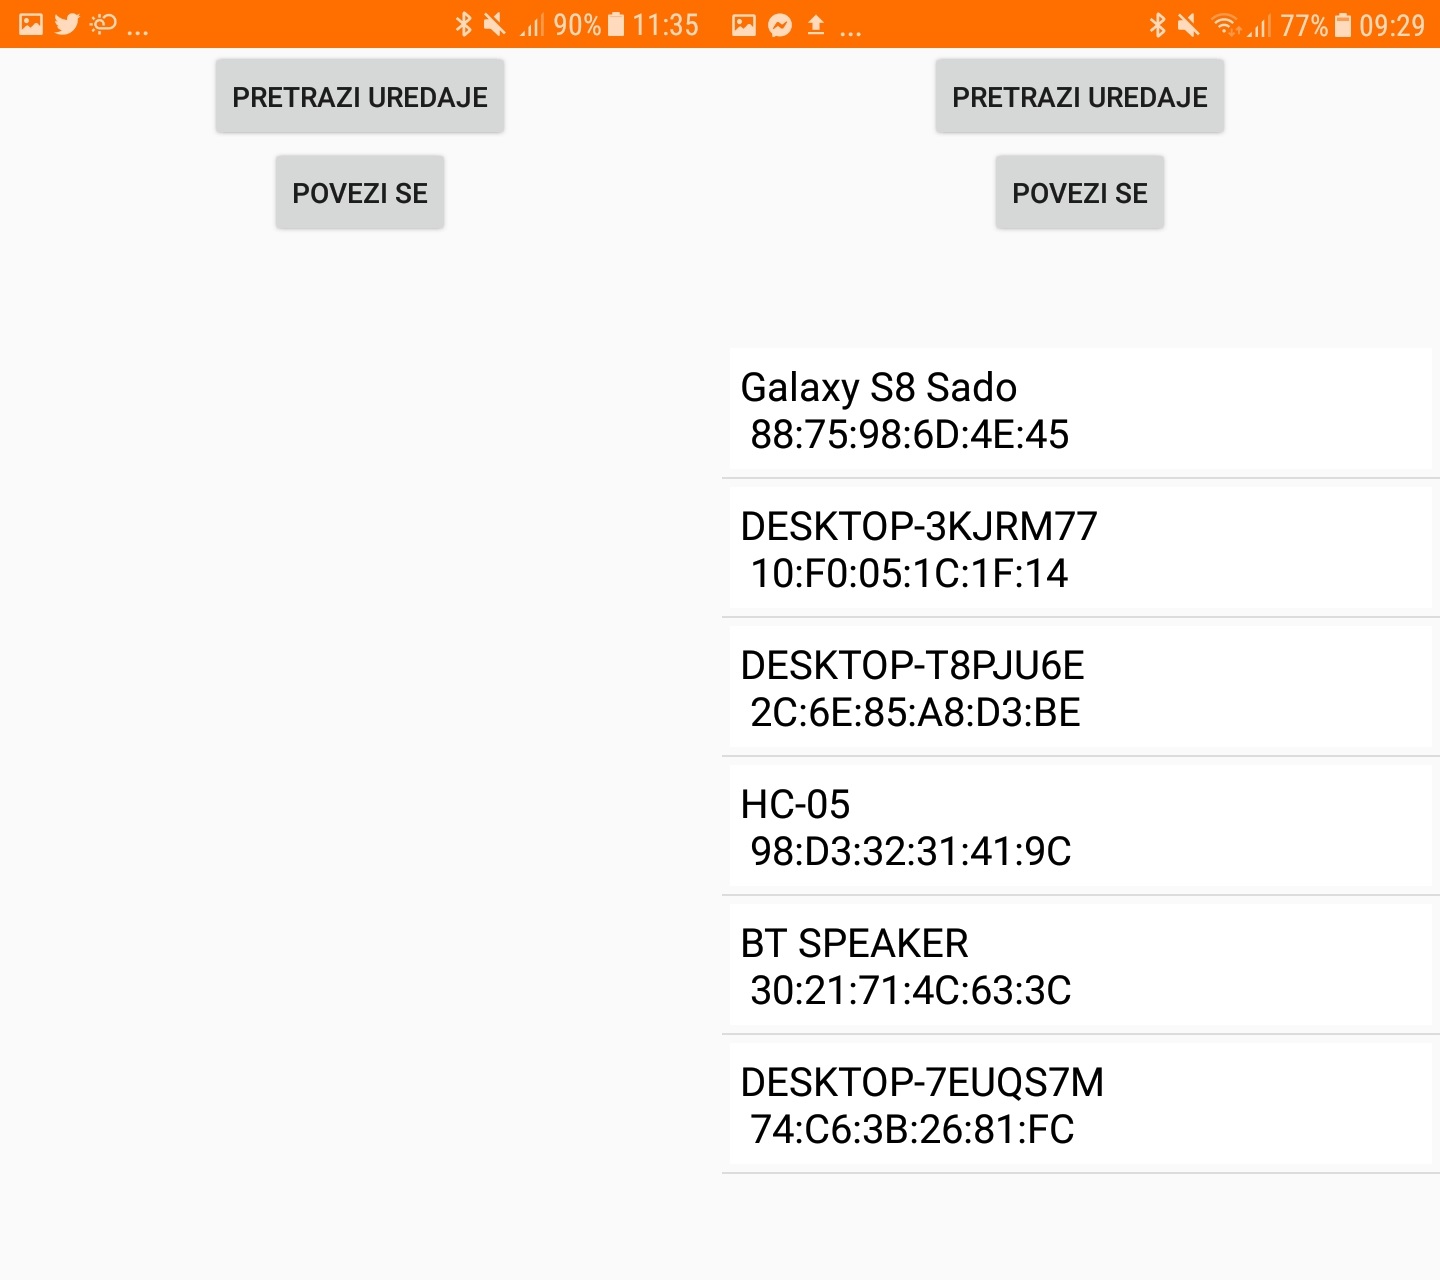 ... 90% 11:35
PRETRAZI UREDAJE
POVEZI SE
... 77% 09:29
PRETRAZI UREDAJE
POVEZI SE
Galaxy S8 Sado
88:75:98:6D:4E:45
DESKTOP-3KJRM77
10:F0:05:1C:1F:14
DESKTOP-T8PJU6E
2C:6E:85:A8:D3:BE
HC-05
98:D3:32:31:41:9C
BT SPEAKER
30:21:71:4C:63:3C
DESKTOP-7EUQS7M
74:C6:3B:26:81:FC